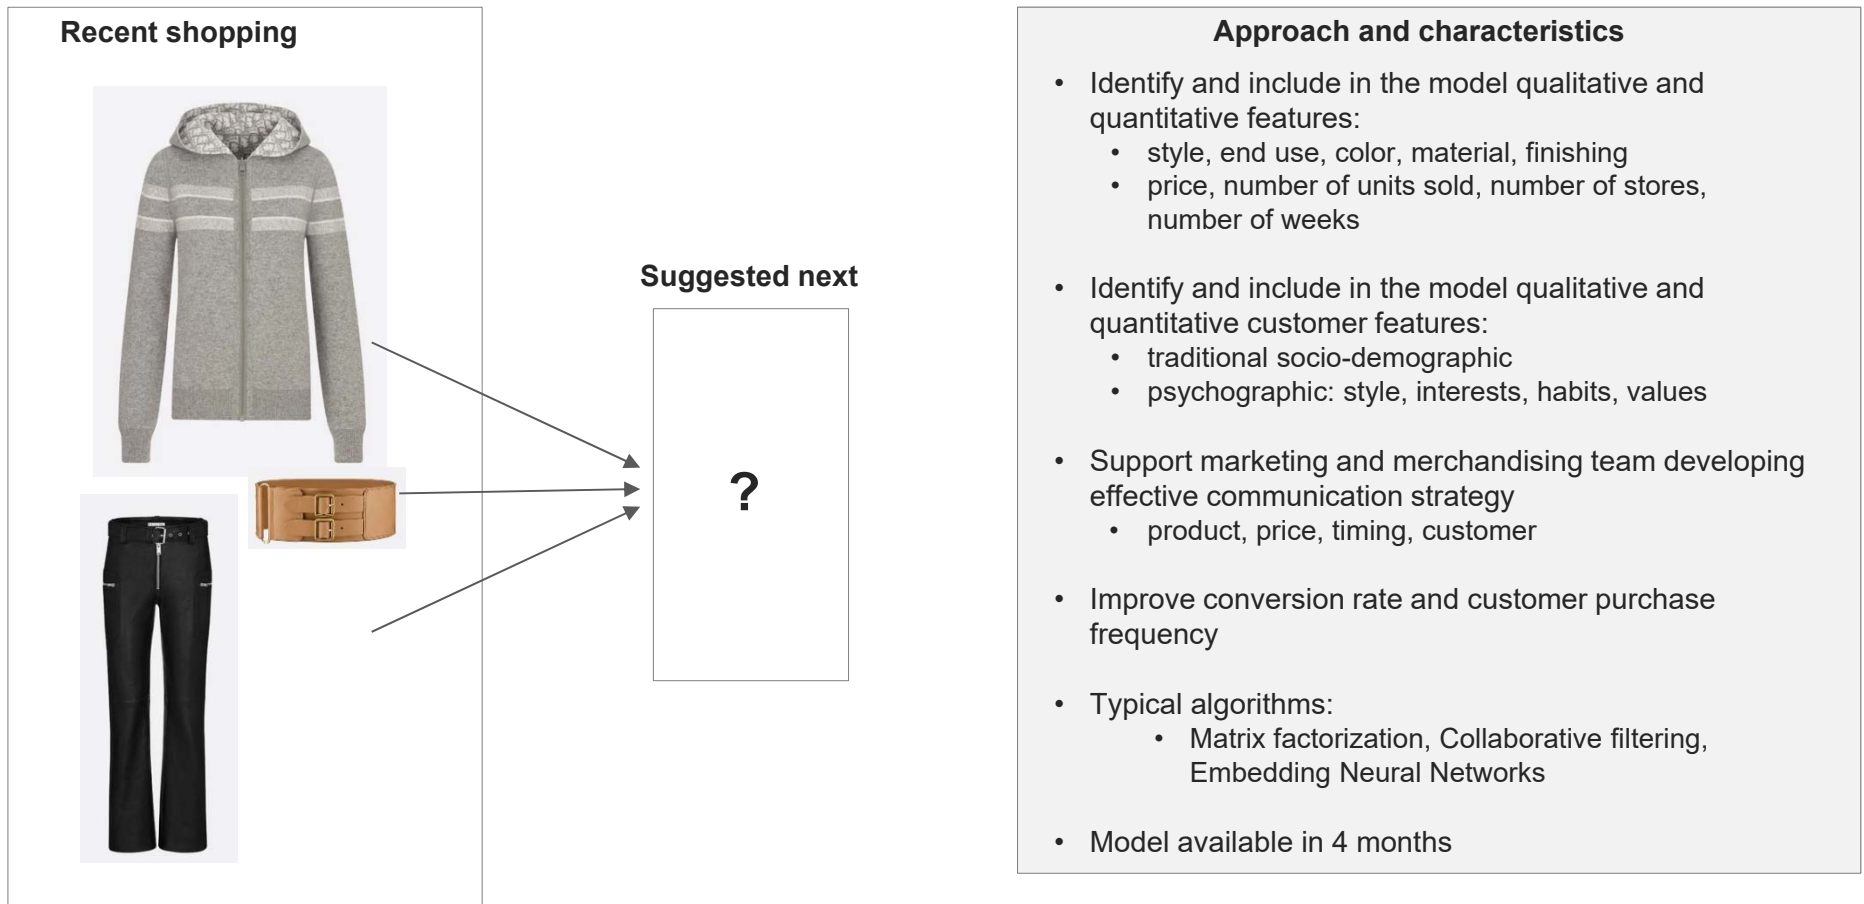 Recent shopping
Suggested next
?
Approach and characteristics
• Identify and include in the model qualitative and
quantitative features:
• style, end use, color, material, finishing
• price, number of units sold, number of stores,
number of weeks
• Identify and include in the model qualitative and
quantitative customer features:
• traditional socio-demographic
• psychographic: style, interests, habits, values
• Support marketing and merchandising team developing
effective communication strategy
• product, price, timing, customer
• Improve conversion rate and customer purchase
frequency
• Typical algorithms:
• Matrix factorization, Collaborative filtering,
Embedding Neural Networks
• Model available in 4 months